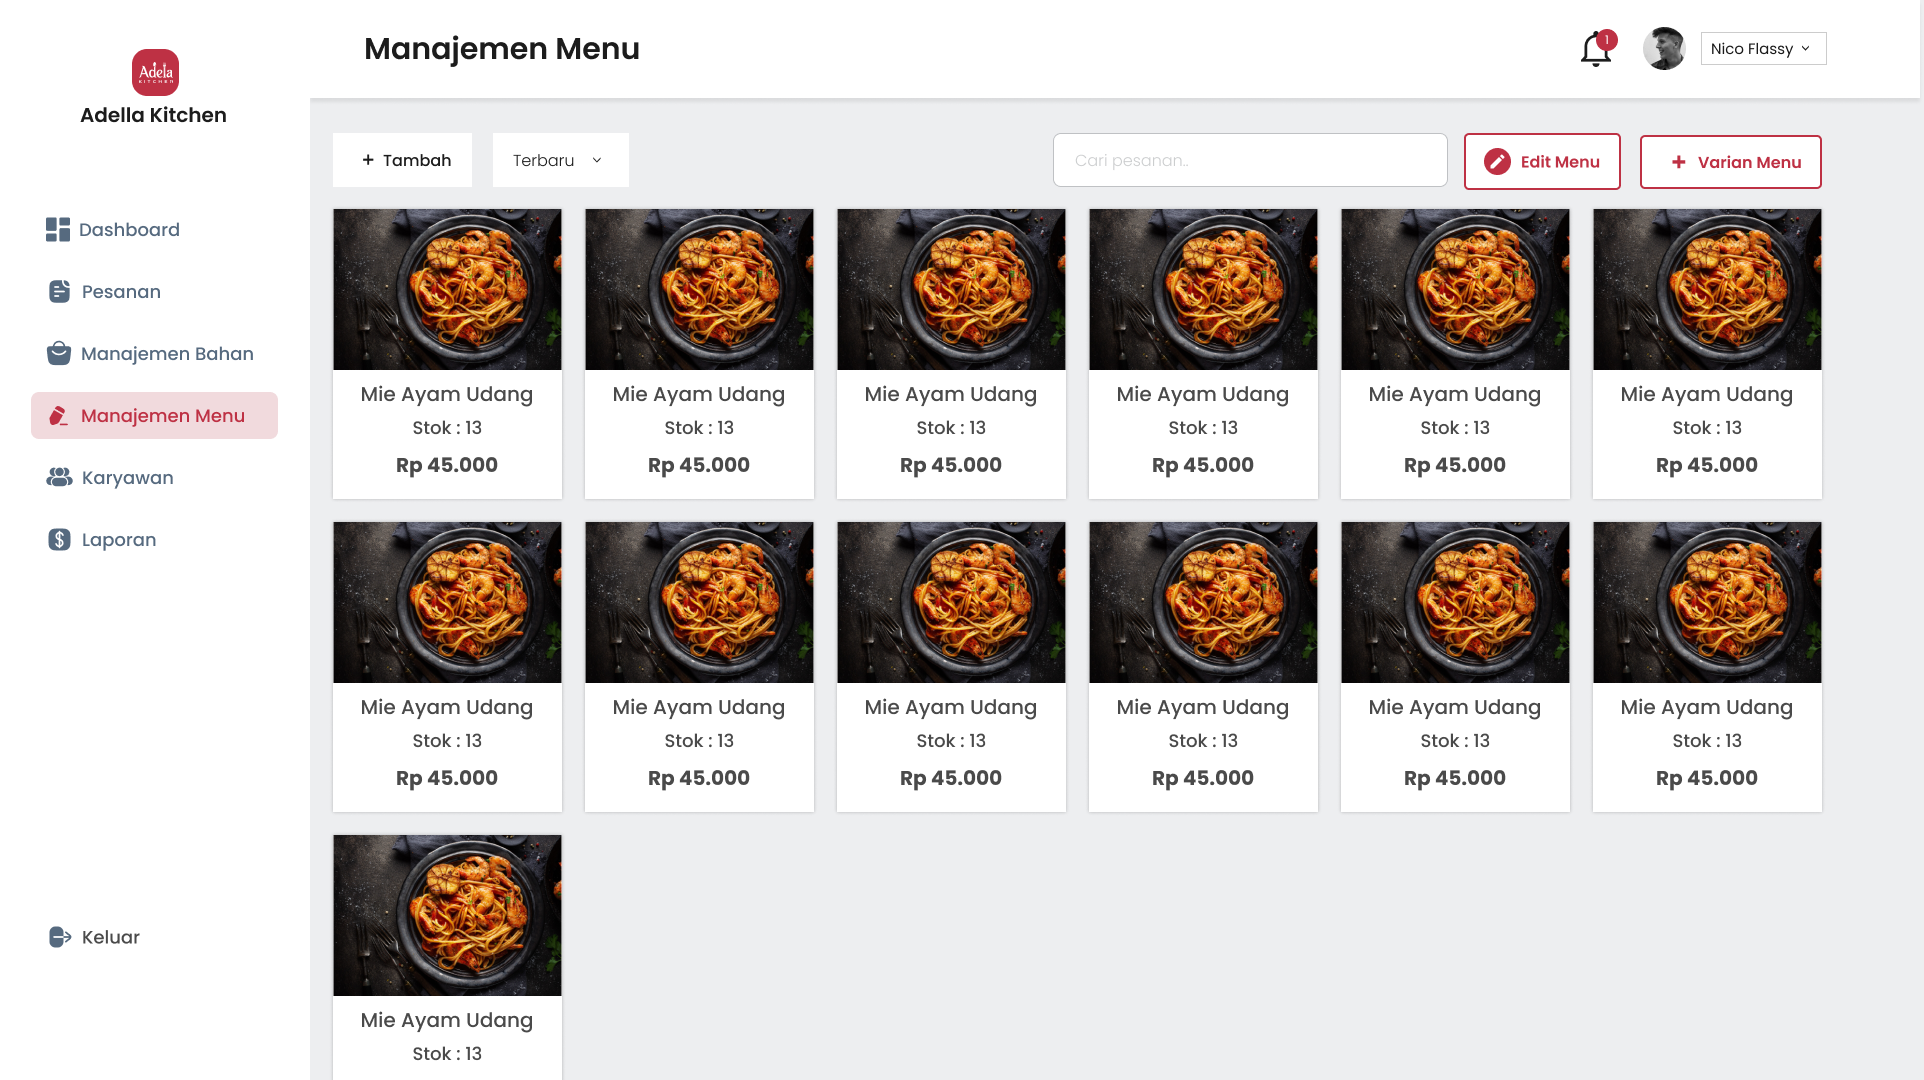 Adela
KITCHEN
Adella Kitchen
Dashboard
Pesanan
Manajemen Bahan
Manajemen Menu
Karyawan
Laporan
Keluar
Manajemen Menu
1
Nico Flassy
+ Tambah
Terbaru
Cari pesanan..
Edit Menu
+ Varian Menu
Mie Ayam Udang
Stok : 13
Rp 45.000
Mie Ayam Udang
Stok : 13
Rp 45.000
Mie Ayam Udang
Stok : 13
Rp 45.000
Mie Ayam Udang
Stok : 13
Rp 45.000
Mie Ayam Udang
Stok : 13
Rp 45.000
Mie Ayam Udang
Stok : 13
Rp 45.000
Mie Ayam Udang
Stok : 13
Rp 45.000
Mie Ayam Udang
Stok : 13
Rp 45.000
Mie Ayam Udang
Stok : 13
Rp 45.000
Mie Ayam Udang
Stok : 13
Rp 45.000
Mie Ayam Udang
Stok : 13
Rp 45.000
Mie Ayam Udang
Stok : 13
Rp 45.000
Mie Ayam Udang
Stok : 13